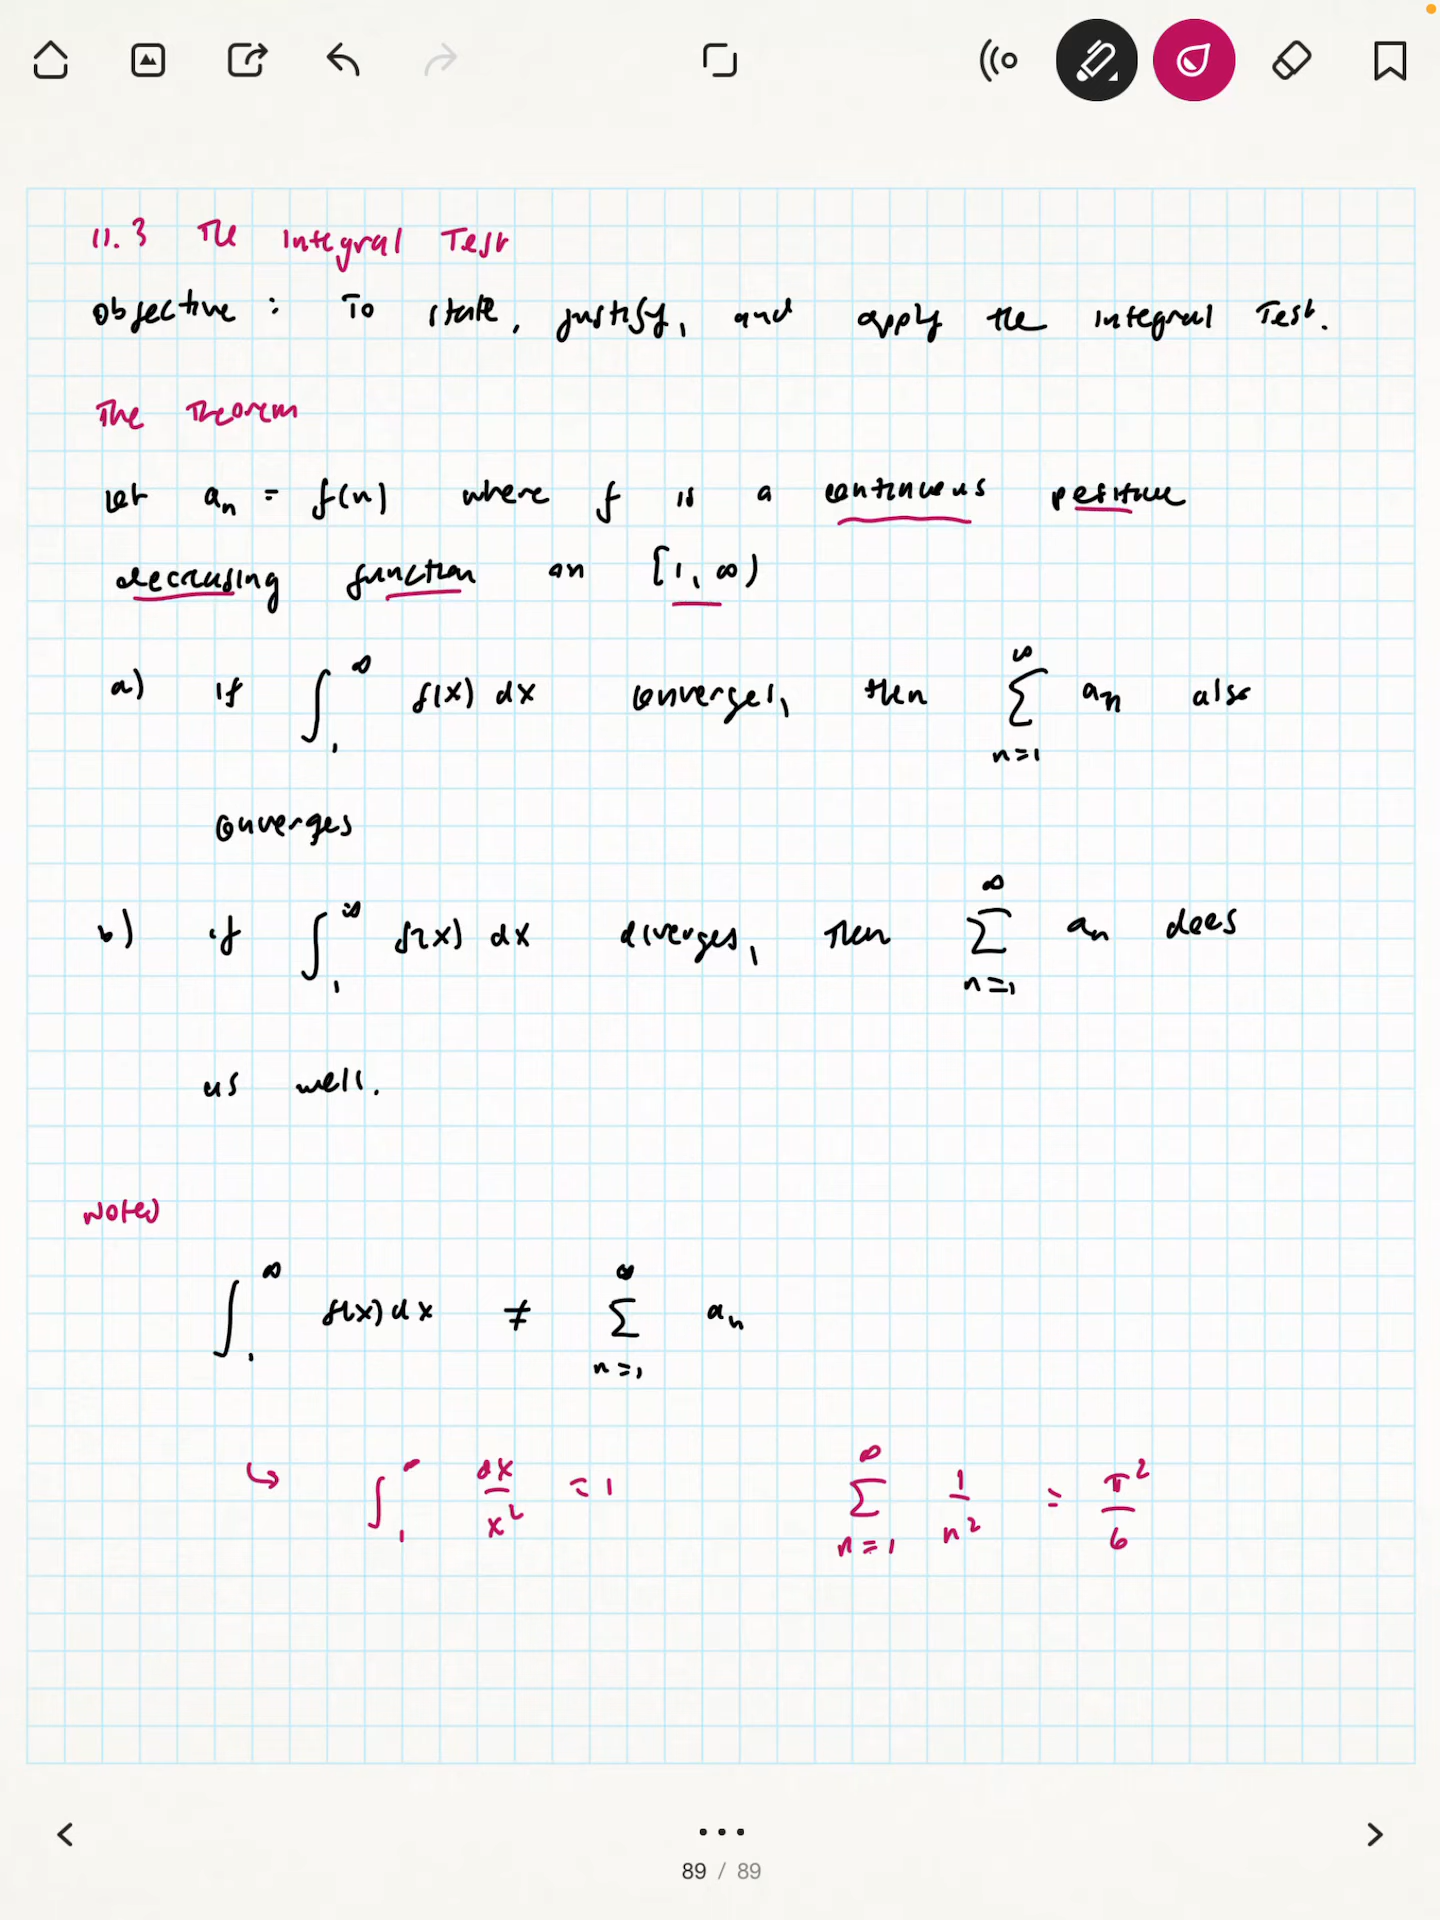 11.3 The Integral Test
Objective: To state, justify, and apply the integral Test.
The Theorem
Let aₙ = f(n) where f is a continuous positive
decreasing function on [1, ∞)
a) if ∫₁^∞ f(x) dx converges, then ∑_{n=1}^∞ aₙ also
converges
b) if ∫₁^∞ f(x) dx diverges, then ∑_{n=1}^∞ aₙ does
as well.
Notes
∫₁^∞ f(x) dx ≠ ∑_{n=1}^∞ aₙ
↳ ∫₁^∞ dx/x² = 1 ∑_{n=1}^∞ 1/n² = π²/6
89 / 89